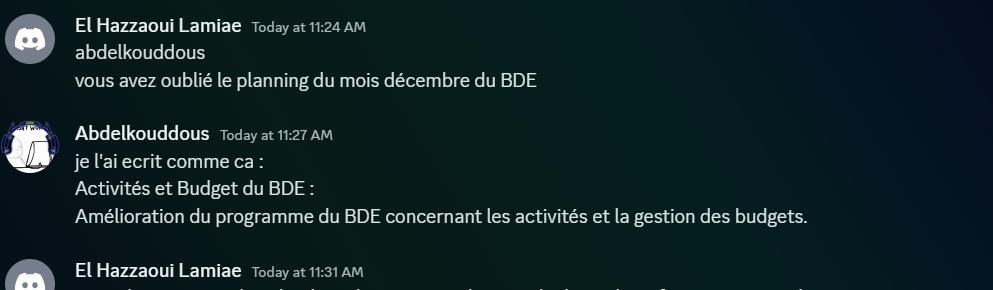 El Hazzaoui Lamiae Today at 11:24 AM
abdelkouddous
vous avez oublié le planning du mois décembre du BDE
Abdelkouddous Today at 11:27 AM
je l'ai ecrit comme ca :
Activités et Budget du BDE :
Amélioration du programme du BDE concernant les activités et la gestion des budgets.
El Hazzaoui Lamiae Today at 11:31 AM